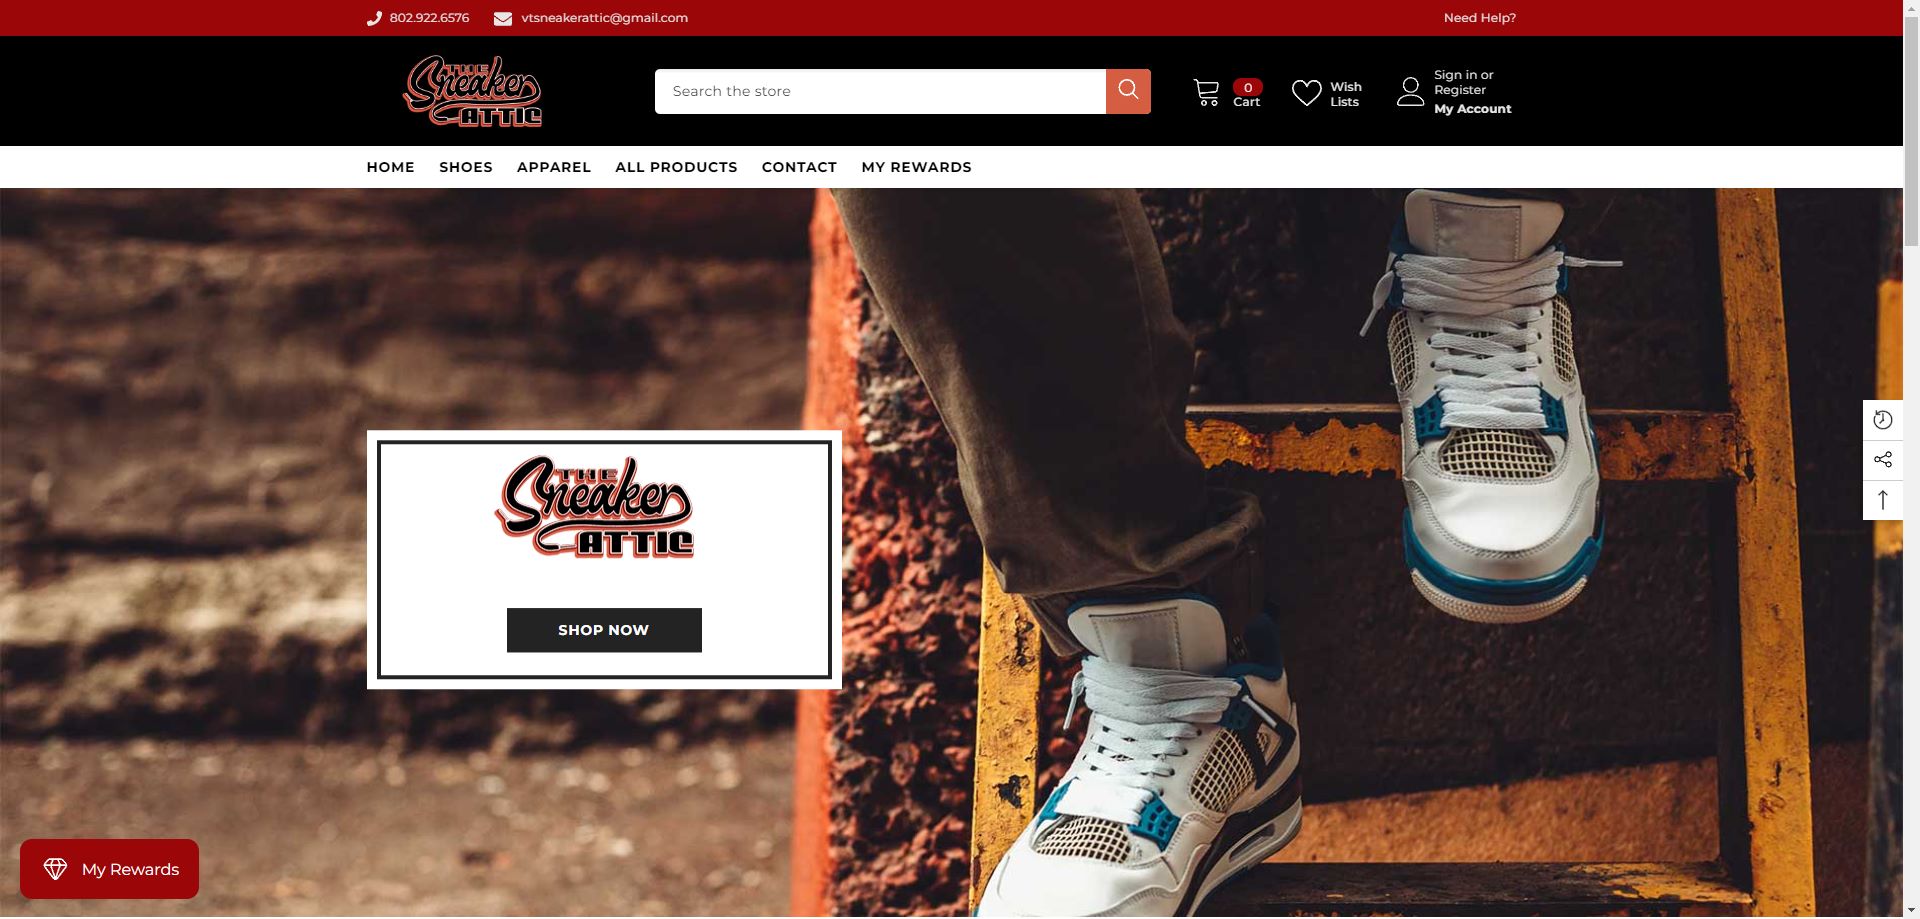 802.922.6576
vtsneakerattic@gmail.com
Need Help?
THE
Sneaker
ATTIC
Search the store
0
Cart
Wish
Lists
Sign in or
Register
My Account
HOME
SHOES
APPAREL
ALL PRODUCTS
CONTACT
MY REWARDS
THE
Sneaker
ATTIC
SHOP NOW
My Rewards